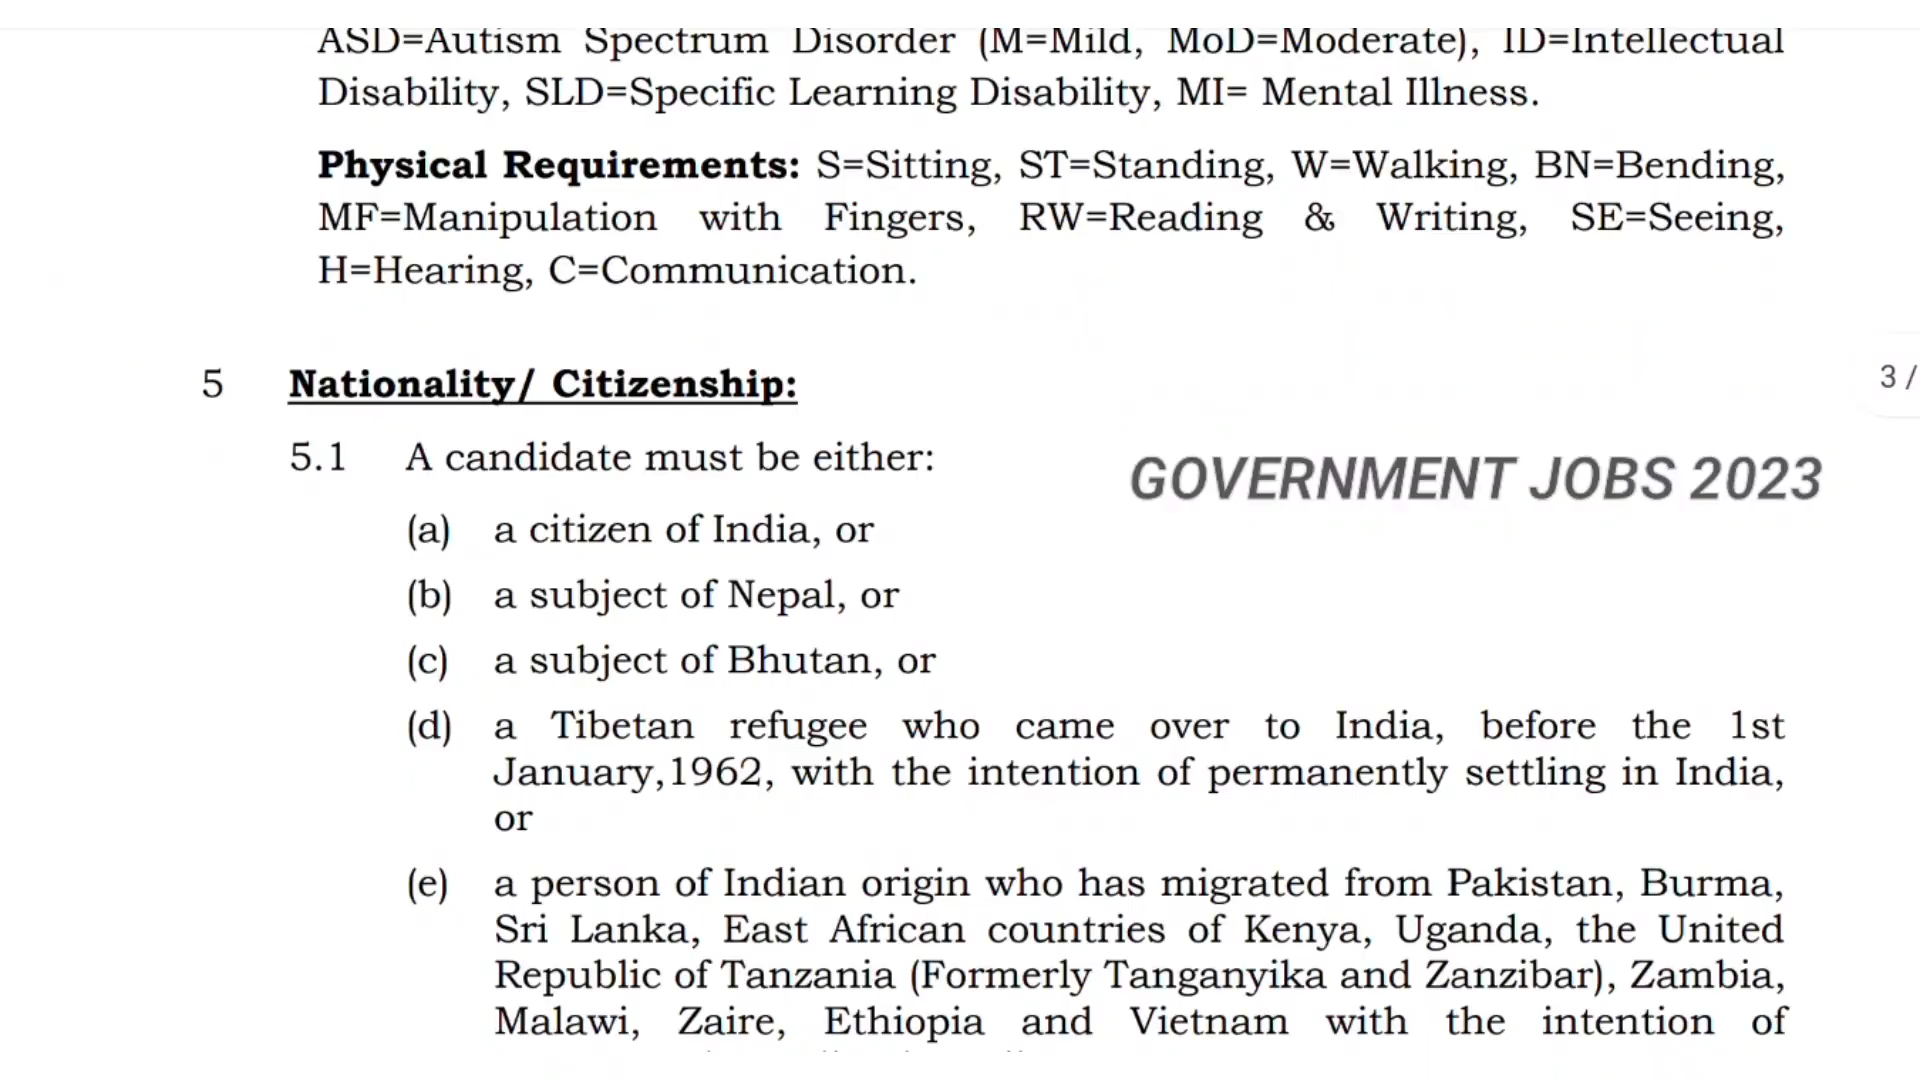 ASD=Autism Spectrum Disorder (M=Mild, MoD=Moderate), ID=Intellectual
Disability, SLD=Specific Learning Disability, MI= Mental Illness.
Physical Requirements: S=Sitting, ST=Standing, W=Walking, BN=Bending,
MF=Manipulation with Fingers, RW=Reading & Writing, SE=Seeing,
H=Hearing, C=Communication.
5 Nationality/ Citizenship:
3 /
5.1 A candidate must be either:
GOVERNMENT JOBS 2023
(a) a citizen of India, or
(b) a subject of Nepal, or
(c) a subject of Bhutan, or
(d) a Tibetan refugee who came over to India, before the 1st
January,1962, with the intention of permanently settling in India,
or
(e) a person of Indian origin who has migrated from Pakistan, Burma,
Sri Lanka, East African countries of Kenya, Uganda, the United
Republic of Tanzania (Formerly Tanganyika and Zanzibar), Zambia,
Malawi, Zaire, Ethiopia and Vietnam with the intention of